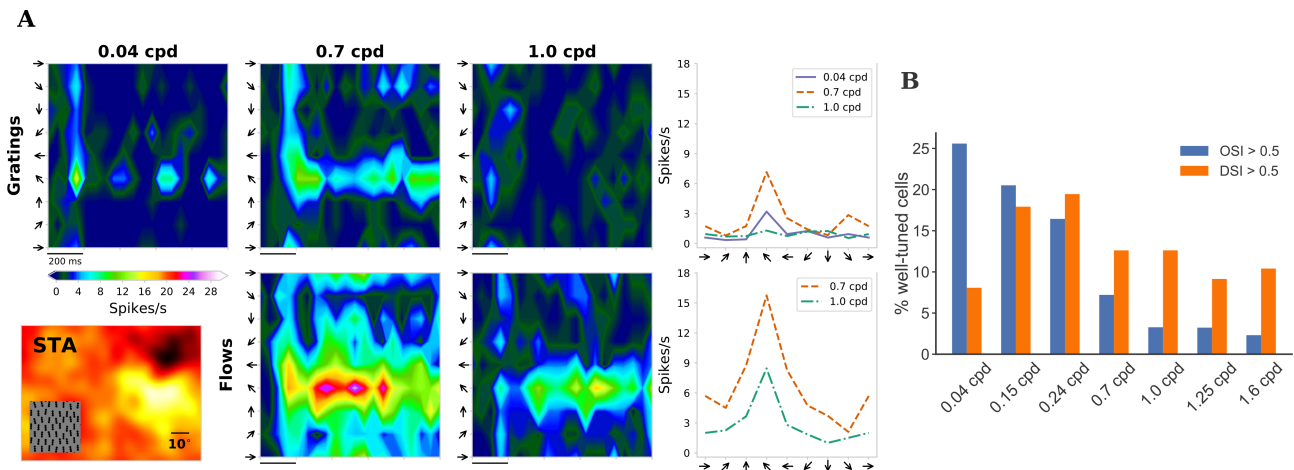 A
0.04 cpd
0.7 cpd
1.0 cpd
Gratings
200 ms
0 4 8 12 16 20 24 28
Spikes/s
STA
10°
Flows
18
15
12
9
6
3
0
Spikes/s
0.04 cpd
0.7 cpd
1.0 cpd
18
15
12
9
6
3
0
Spikes/s
0.7 cpd
1.0 cpd
B
% well-tuned cells
25
20
15
10
5
0
OSI > 0.5
DSI > 0.5
0.04 cpd
0.15 cpd
0.24 cpd
0.7 cpd
1.0 cpd
1.25 cpd
1.6 cpd